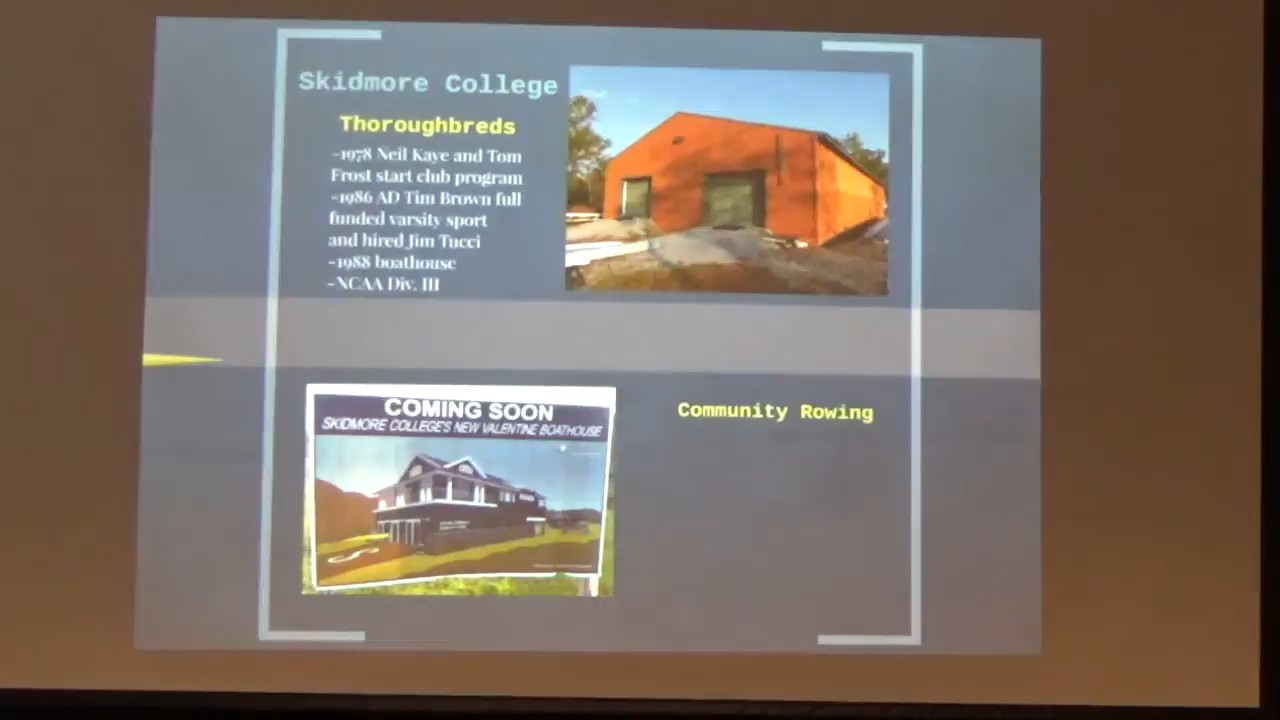 Skidmore College
Thoroughbreds
-1978 Neil Kaye and Tom
Frost start club program
-1986 AD Tim Brown full
funded varsity sport
and hired Jim Tucci
-1988 boathouse
-NCAA Div. III
COMING SOON
SKIDMORE COLLEGE'S NEW VALENTINE BOATHOUSE
Community Rowing